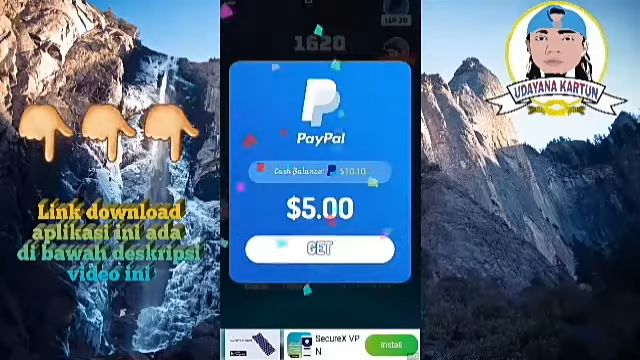 1620
UDAYANA KARTUN
PayPal
Cash Balance: $10.10
$5.00
GET
Link download
aplikasi ini ada
di bawah deskripsi
video ini
SecureX VP
N
Install